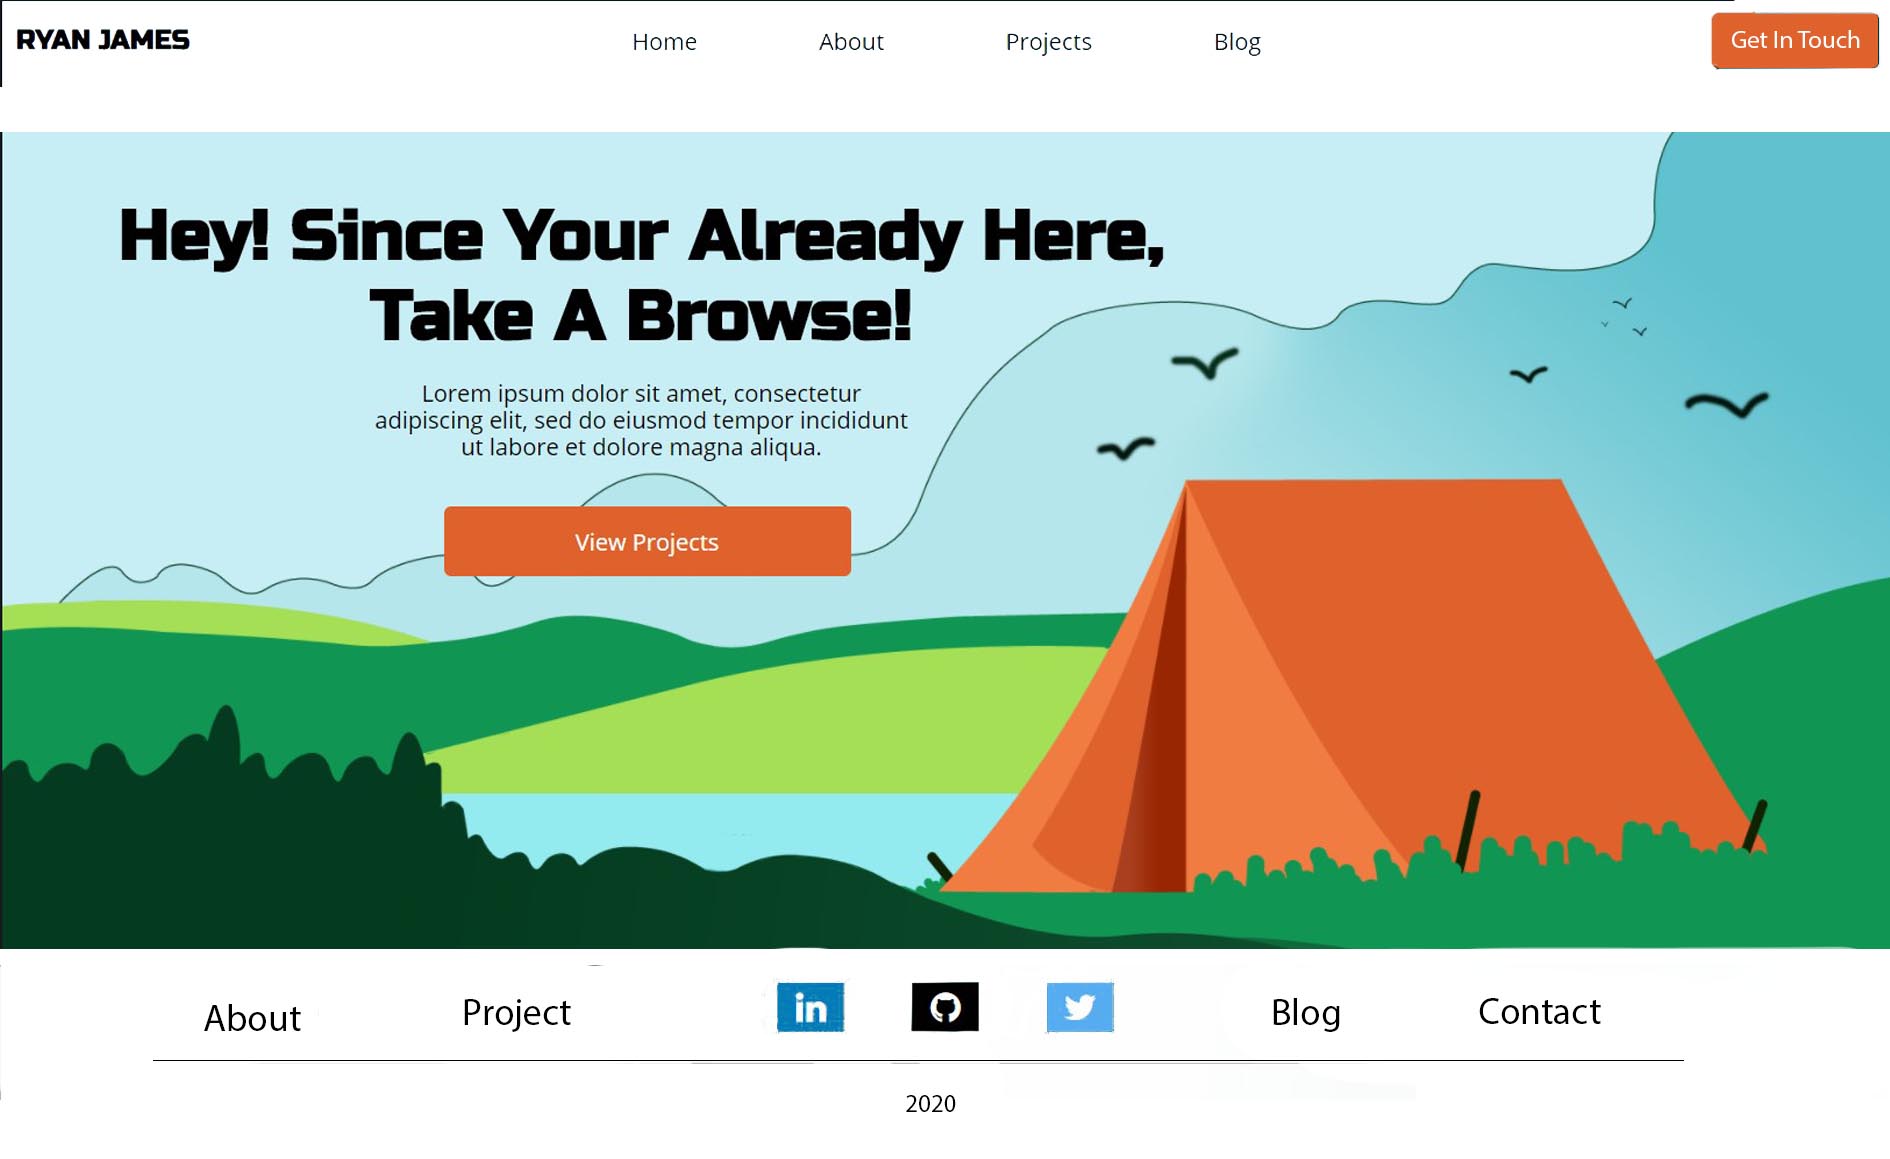 RYAN JAMES
Home
About
Projects
Blog
Get In Touch
Hey! Since Your Already Here,
Take A Browse!
Lorem ipsum dolor sit amet, consectetur
adipiscing elit, sed do eiusmod tempor incididunt
ut labore et dolore magna aliqua.
View Projects
About
Project
in
Blog
Contact
2020